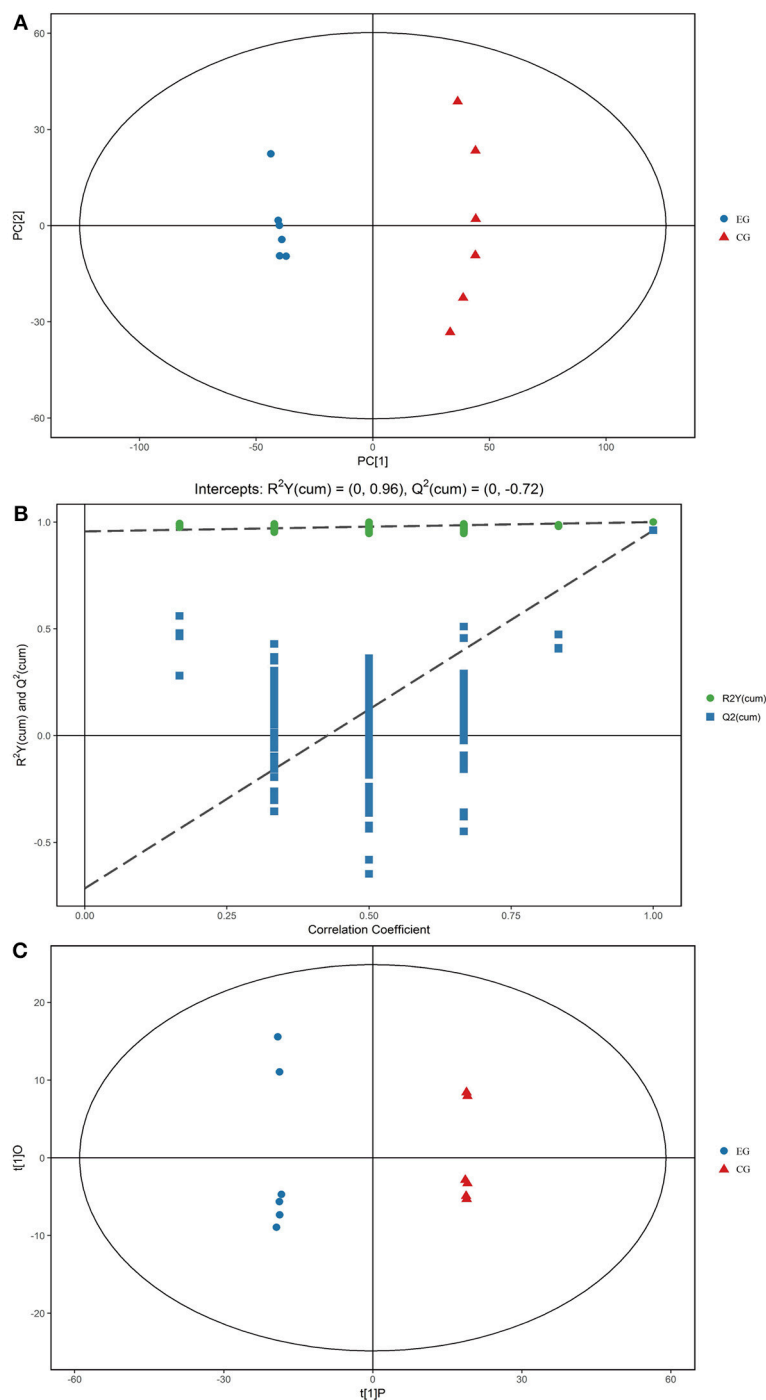 A
60
30
0
-30
-60
PC[2]
-100
-50
0
50
100
PC[1]
EG
CG
Intercepts: R²Y(cum) = (0, 0.96), Q²(cum) = (0, -0.72)
B
1.0
0.5
0.0
-0.5
R²Y(cum) and Q²(cum)
0.00
0.25
0.50
0.75
1.00
Correlation Coefficient
R2Y(cum)
Q2(cum)
C
20
10
0
-10
-20
t[1]O
-60
-30
0
30
60
t[1]P
EG
CG